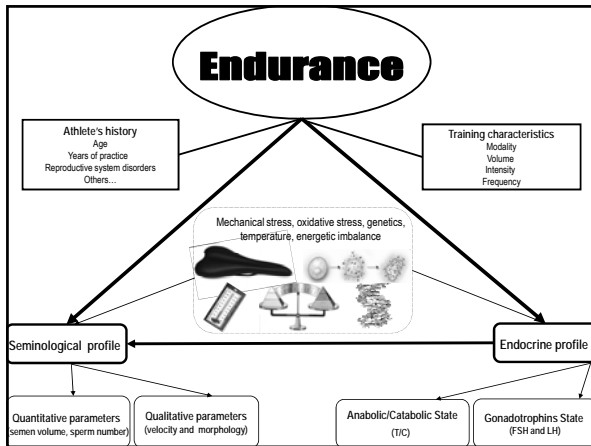 Endurance
Athlete's history
Age
Years of practice
Reproductive system disorders
Others...
Training characteristics
Modality
Volume
Intensity
Frequency
Mechanical stress, oxidative stress, genetics,
temperature, energetic imbalance
Seminological profile
Endocrine profile
Quantitative parameters
(semen volume, sperm number)
Qualitative parameters
(velocity and morphology)
Anabolic/Catabolic State
(T/C)
Gonadotrophins State
(FSH and LH)